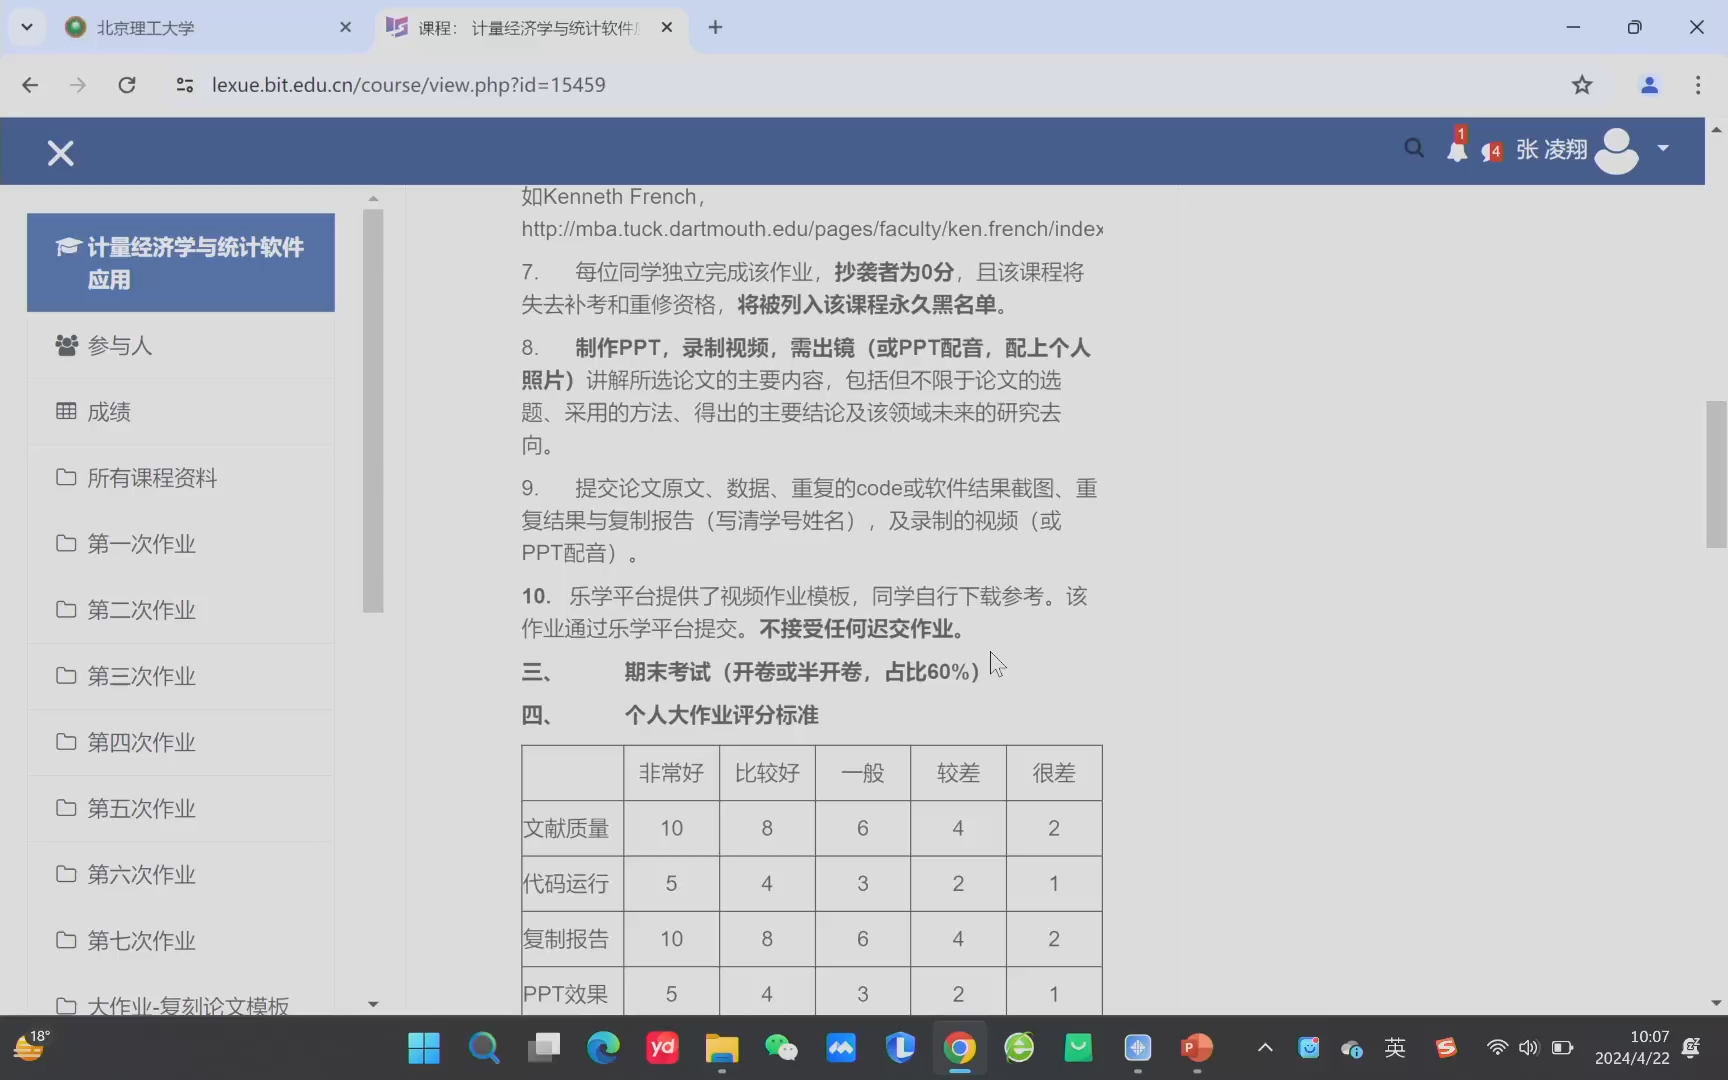 北京理工大学
课程： 计量经济学与统计软件
lexue.bit.edu.cn/course/view.php?id=15459
1
4
张 凌翔
计量经济学与统计软件
应用
参与人
成绩
所有课程资料
第一次作业
第二次作业
第三次作业
第四次作业
第五次作业
第六次作业
第七次作业
大作业-复刻论文模板
如Kenneth French，
http://mba.tuck.dartmouth.edu/pages/faculty/ken.french/index
7. 每位同学独立完成该作业，抄袭者为0分，且该课程将
失去补考和重修资格，将被列入该课程永久黑名单。
8. 制作PPT，录制视频，需出镜（或PPT配音，配上个人
照片）讲解所选论文的主要内容，包括但不限于论文的选
题、采用的方法、得出的主要结论及该领域未来的研究去
向。
9. 提交论文原文、数据、重复的code或软件结果截图、重
复结果与复制报告（写清学号姓名），及录制的视频（或
PPT配音）。
10. 乐学平台提供了视频作业模板，同学自行下载参考。该
作业通过乐学平台提交。不接受任何迟交作业。
三、 期末考试（开卷或半开卷，占比60%）
四、 个人大作业评分标准
非常好 比较好 一般 较差 很差
文献质量 10 8 6 4 2
代码运行 5 4 3 2 1
复制报告 10 8 6 4 2
PPT效果 5 4 3 2 1
18°
yd
P
英
S
10:07
2024/4/22